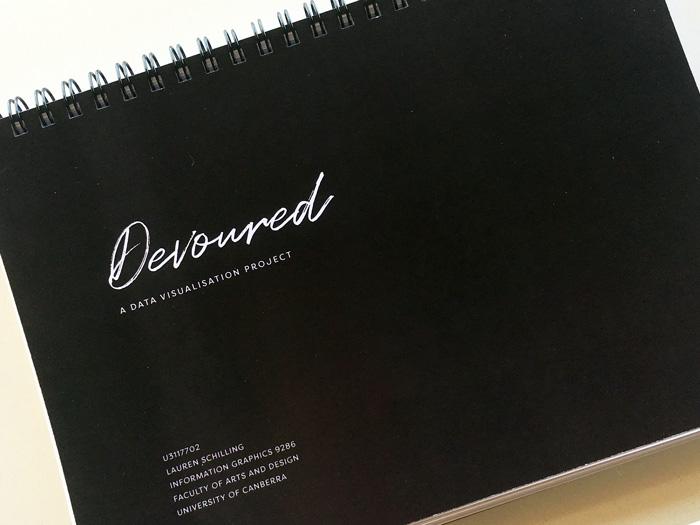 Devoured
A DATA VISUALISATION PROJECT
U3117702
LAUREN SCHILLING
INFORMATION GRAPHICS 9286
FACULTY OF ARTS AND DESIGN
UNIVERSITY OF CANBERRA